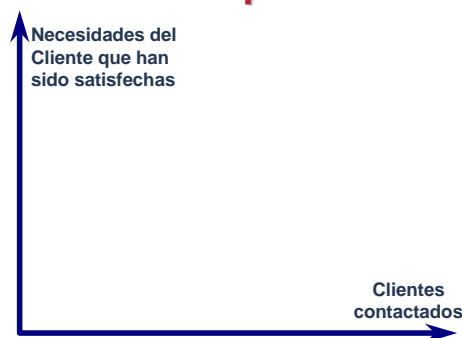 Necesidades del
Cliente que han
sido satisfechas
Clientes
contactados